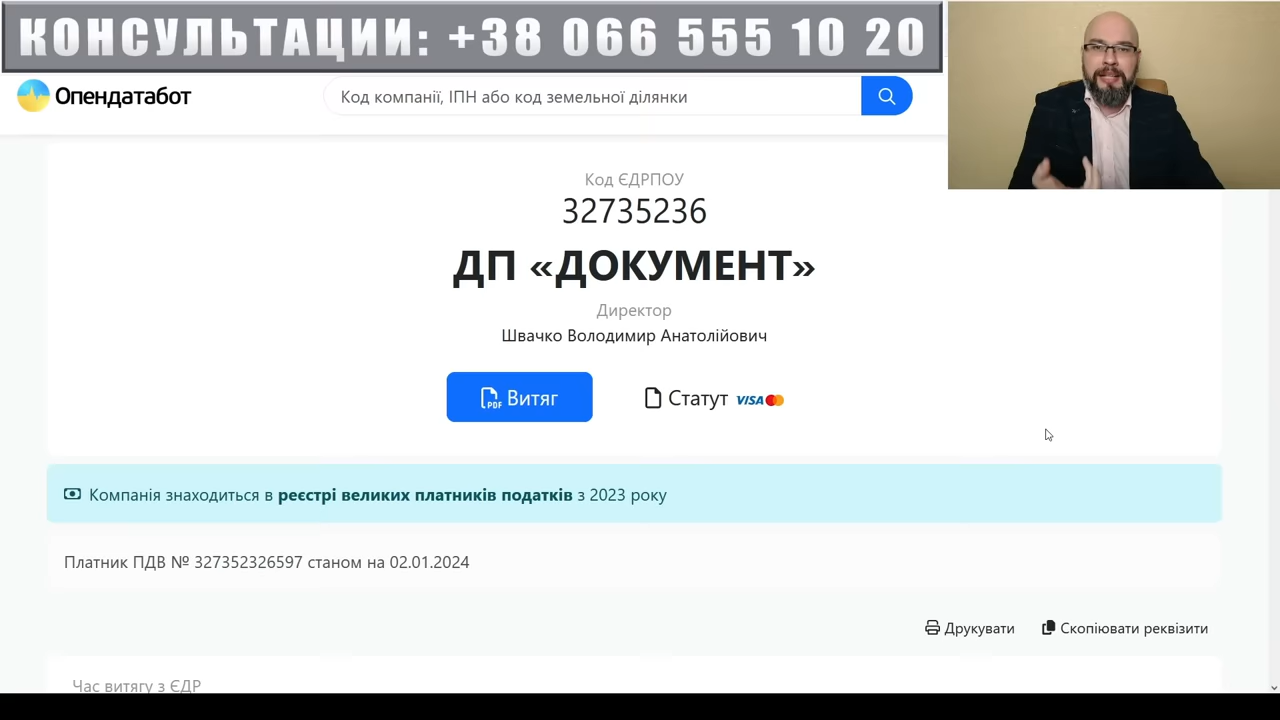 КОНСУЛЬТАЦИИ: +38 066 555 10 20
Опендатабот
Код компанії, ІПН або код земельної ділянки
Код ЄДРПОУ
32735236
ДП «ДОКУМЕНТ»
Директор
Швачко Володимир Анатолійович
PDF Витяг
Статут VISA
Компанія знаходиться в реєстрі великих платників податків з 2023 року
Платник ПДВ № 327352326597 станом на 02.01.2024
Друкувати
Скопіювати реквізити
Час витягу з ЄДР